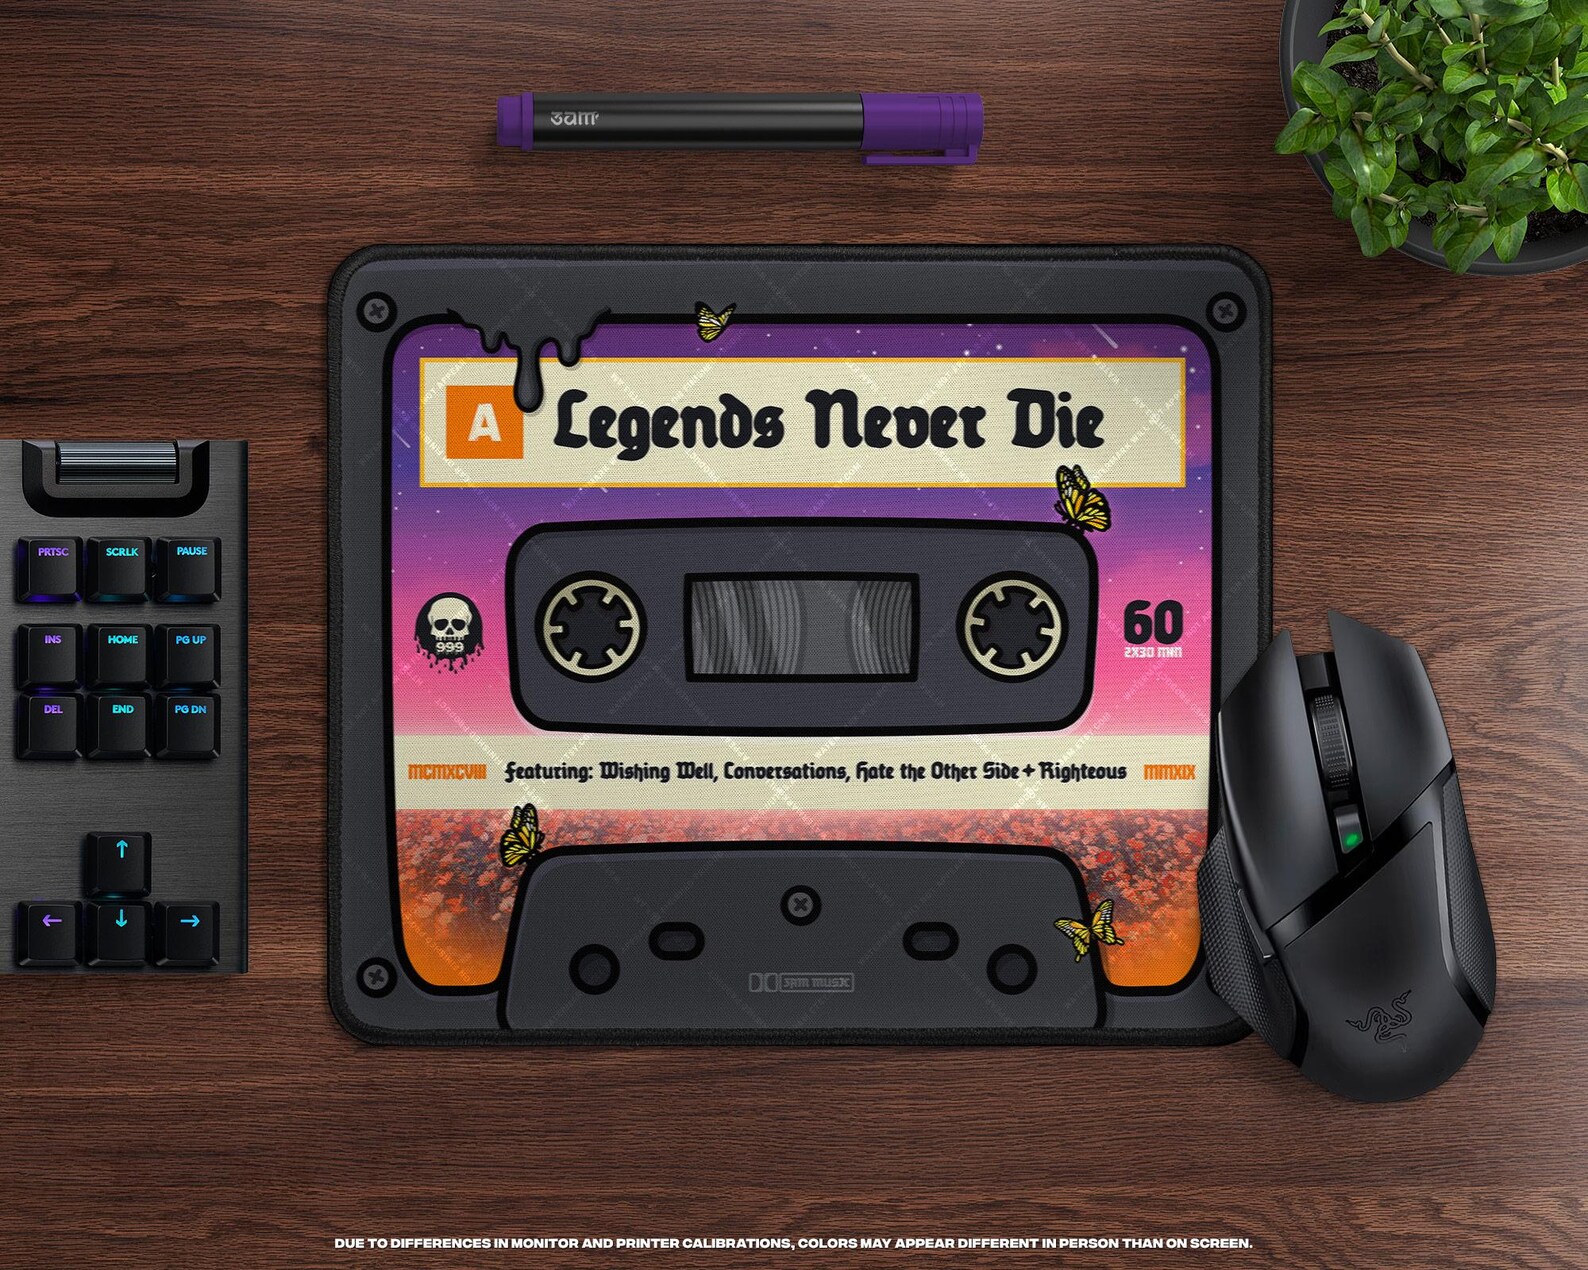 3am
A
Legends Never Die
PRTSC SCRLK PAUSE
INS HOME PG UP
DEL END PG DN
999
60
2X30 MIN
MCMXCVIII Featuring: Wishing Well, Conversations, Hate the Other Side + Righteous MMXIX
3AM MUSIC
DUE TO DIFFERENCES IN MONITOR AND PRINTER CALIBRATIONS, COLORS MAY APPEAR DIFFERENT IN PERSON THAN ON SCREEN.